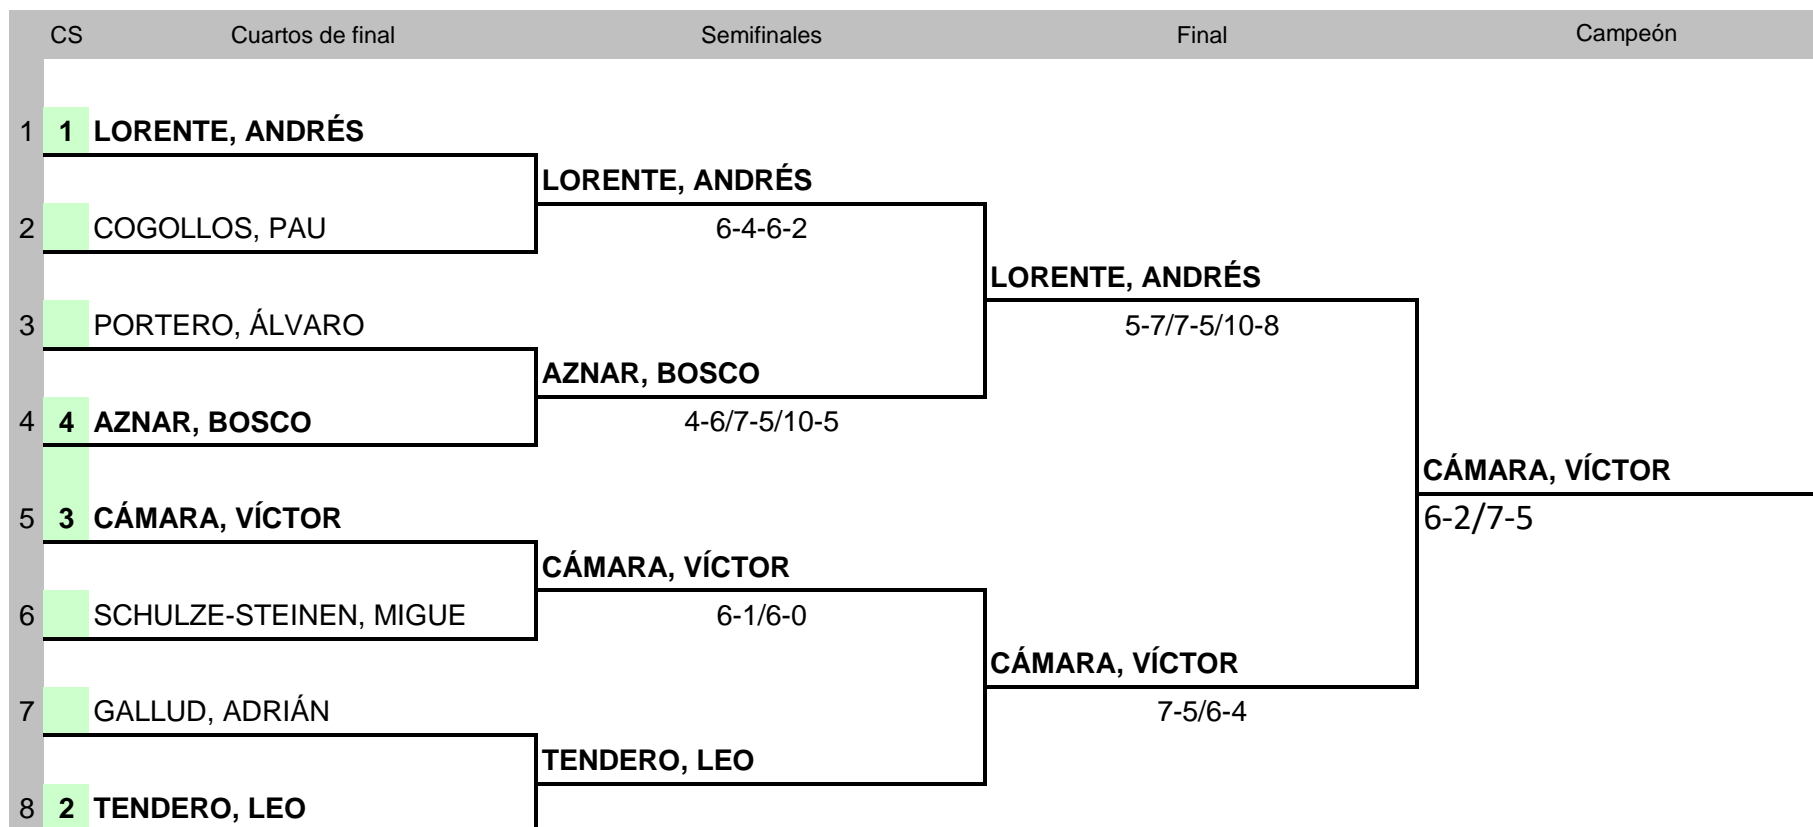 CS Cuartos de final Semifinales Final Campeón
1 1 LORENTE, ANDRÉS
LORENTE, ANDRÉS
2 COGOLLOS, PAU 6-4-6-2
LORENTE, ANDRÉS
3 PORTERO, ÁLVARO 5-7/7-5/10-8
AZNAR, BOSCO
4 4 AZNAR, BOSCO 4-6/7-5/10-5
CÁMARA, VÍCTOR
5 3 CÁMARA, VÍCTOR 6-2/7-5
CÁMARA, VÍCTOR
6 SCHULZE-STEINEN, MIGUE 6-1/6-0
CÁMARA, VÍCTOR
7 GALLUD, ADRIÁN 7-5/6-4
TENDERO, LEO
8 2 TENDERO, LEO